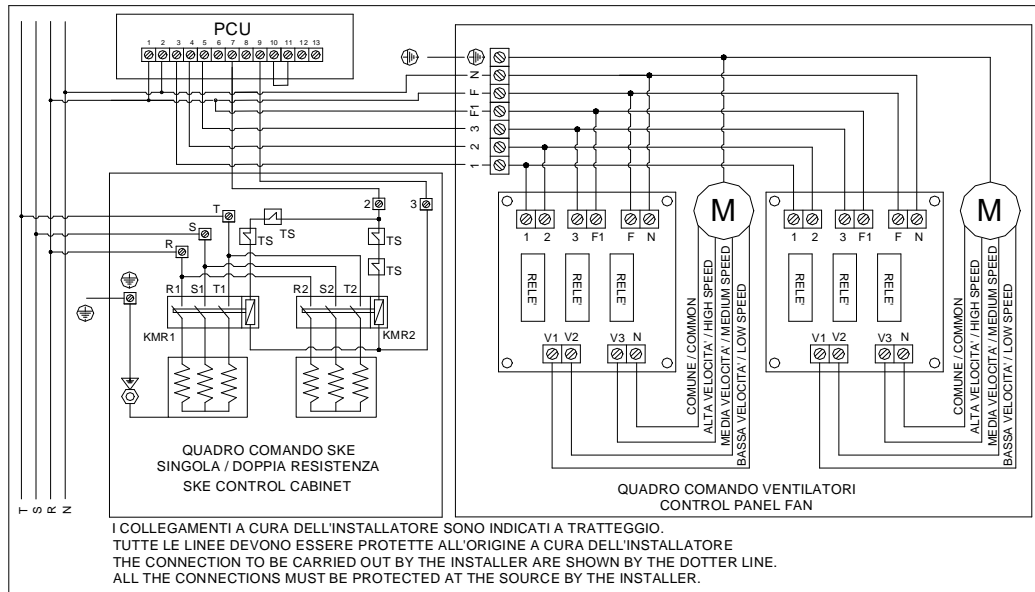 PCU
1 2 3 4 5 6 7 8 9 10 11 12 13
N
F
F1
3
2
1
T
S
R
2
3
TS
TS
TS
TS
R1 S1 T1
R2 S2 T2
KMR1
KMR2
QUADRO COMANDO SKE
SINGOLA / DOPPIA RESISTENZA
SKE CONTROL CABINET
T S R N
M
1 2 3 F1 F N
RELE'
RELE'
RELE'
V1 V2 V3 N
COMUNE / COMMON
ALTA VELOCITA' / HIGH SPEED
MEDIA VELOCITA' / MEDIUM SPEED
BASSA VELOCITA' / LOW SPEED
M
1 2 3 F1 F N
RELE'
RELE'
RELE'
V1 V2 V3 N
COMUNE / COMMON
ALTA VELOCITA' / HIGH SPEED
MEDIA VELOCITA' / MEDIUM SPEED
BASSA VELOCITA' / LOW SPEED
QUADRO COMANDO VENTILATORI
CONTROL PANEL FAN
I COLLEGAMENTI A CURA DELL'INSTALLATORE SONO INDICATI A TRATTEGGIO.
TUTTE LE LINEE DEVONO ESSERE PROTETTE ALL'ORIGINE A CURA DELL'INSTALLATORE
THE CONNECTION TO BE CARRIED OUT BY THE INSTALLER ARE SHOWN BY THE DOTTER LINE.
ALL THE CONNECTIONS MUST BE PROTECTED AT THE SOURCE BY THE INSTALLER.